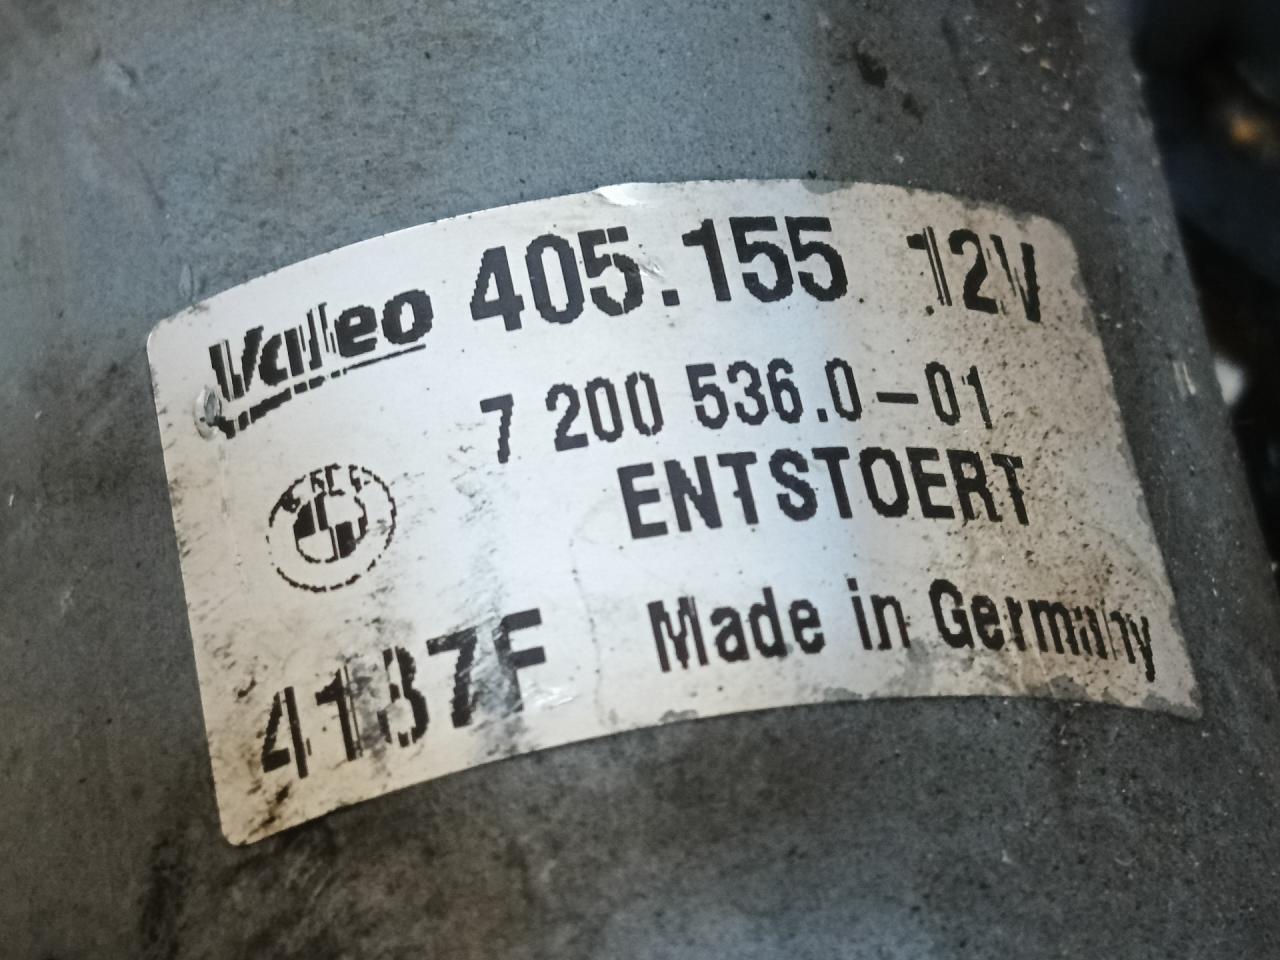 Valeo 405.155 12V
7 200 536.0-01
ENTSTOERT
4137F Made in Germany